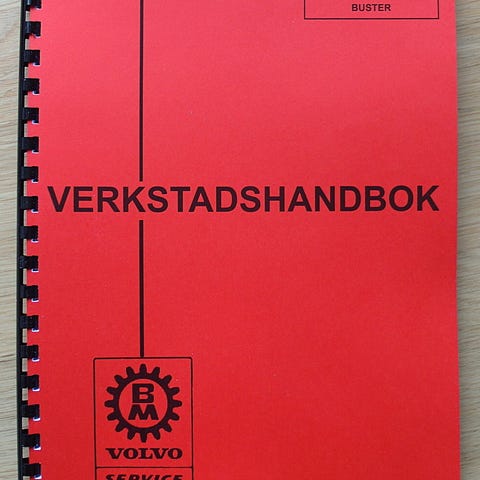 BUSTER
VERKSTADSHANDBOK
BM
VOLVO
SERVICE